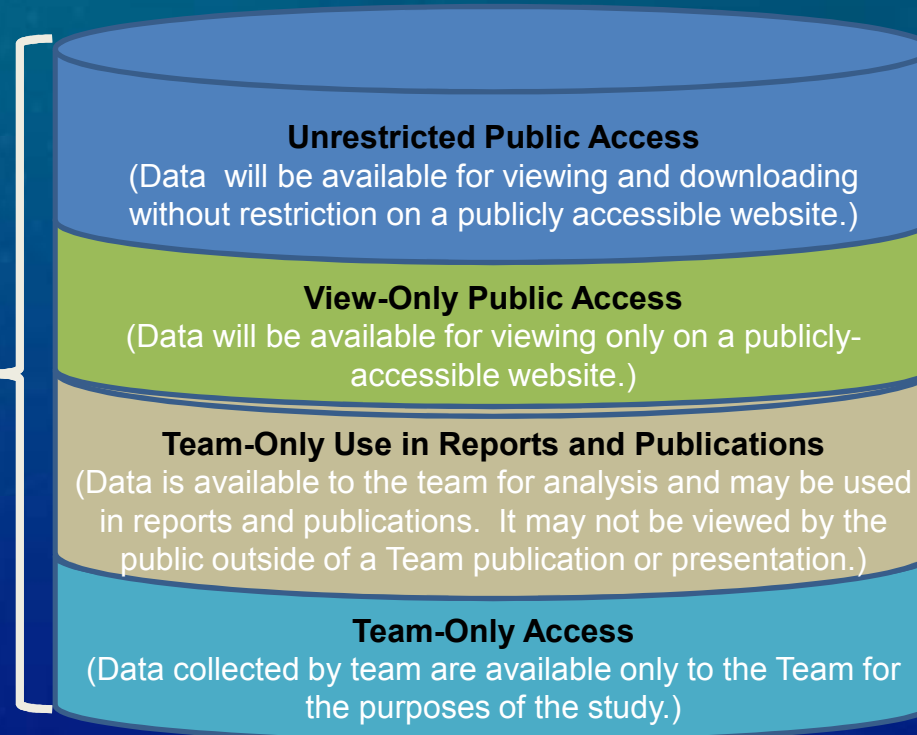 Unrestricted Public Access
(Data  will be available for viewing and downloading
without restriction on a publicly accessible website.)
View-Only Public Access
(Data will be available for viewing only on a publicly-
accessible website.)
Team-Only Use in Reports and Publications
(Data is available to the team for analysis and may be used
in reports and publications.  It may not be viewed by the
public outside of a Team publication or presentation.)
Team-Only Access
(Data collected by team are available only to the Team for
the purposes of the study.)